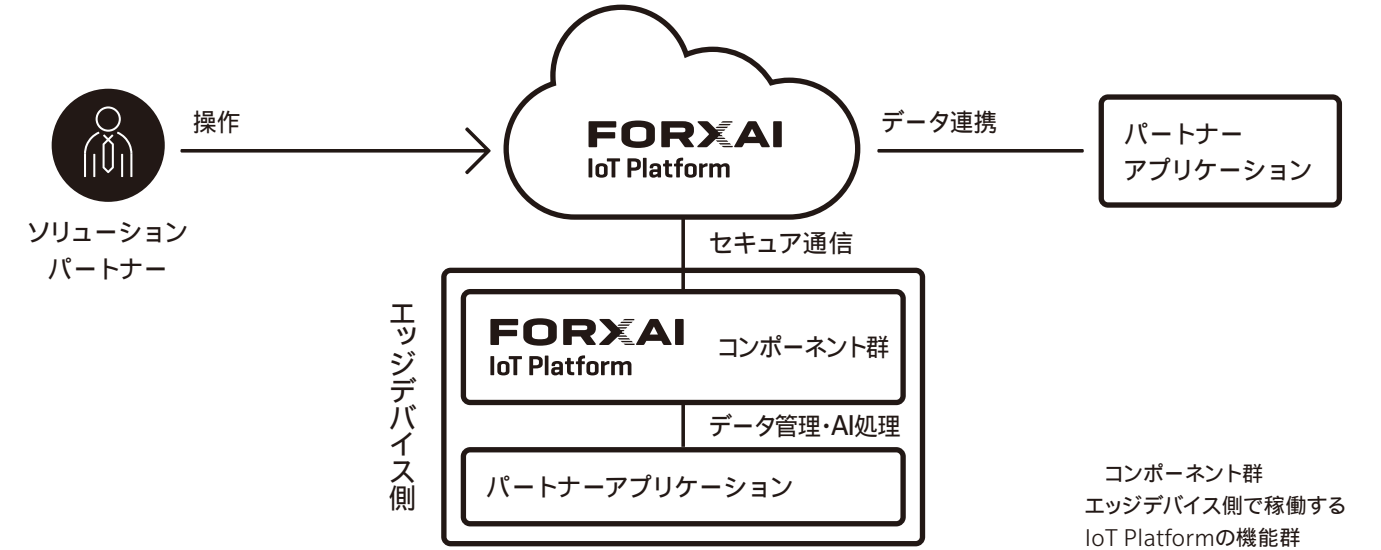 操作
ソリューション
パートナー
FORXAI
IoT Platform
データ連携
パートナー
アプリケーション
セキュア通信
エッジデバイス側
FORXAI
IoT Platform
コンポーネント群
データ管理・AI処理
パートナーアプリケーション
コンポーネント群
エッジデバイス側で稼働する
IoT Platformの機能群